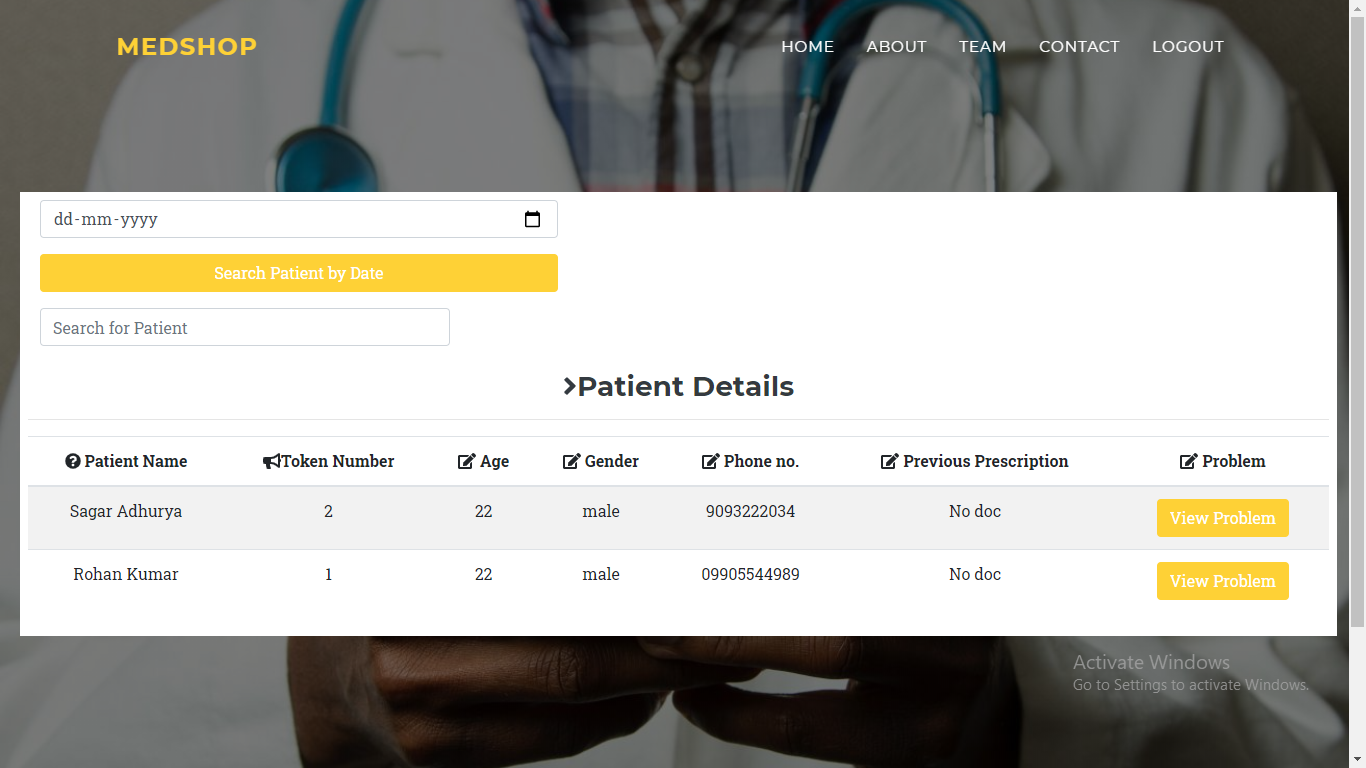 MEDSHOP HOME ABOUT TEAM CONTACT LOGOUT
dd-mm-yyyy
Search Patient by Date
Search for Patient
Patient Details
Patient Name Token Number Age Gender Phone no. Previous Prescription Problem
Sagar Adhurya 2 22 male 9093222034 No doc View Problem
Rohan Kumar 1 22 male 09905544989 No doc View Problem
Activate Windows
Go to Settings to activate Windows.